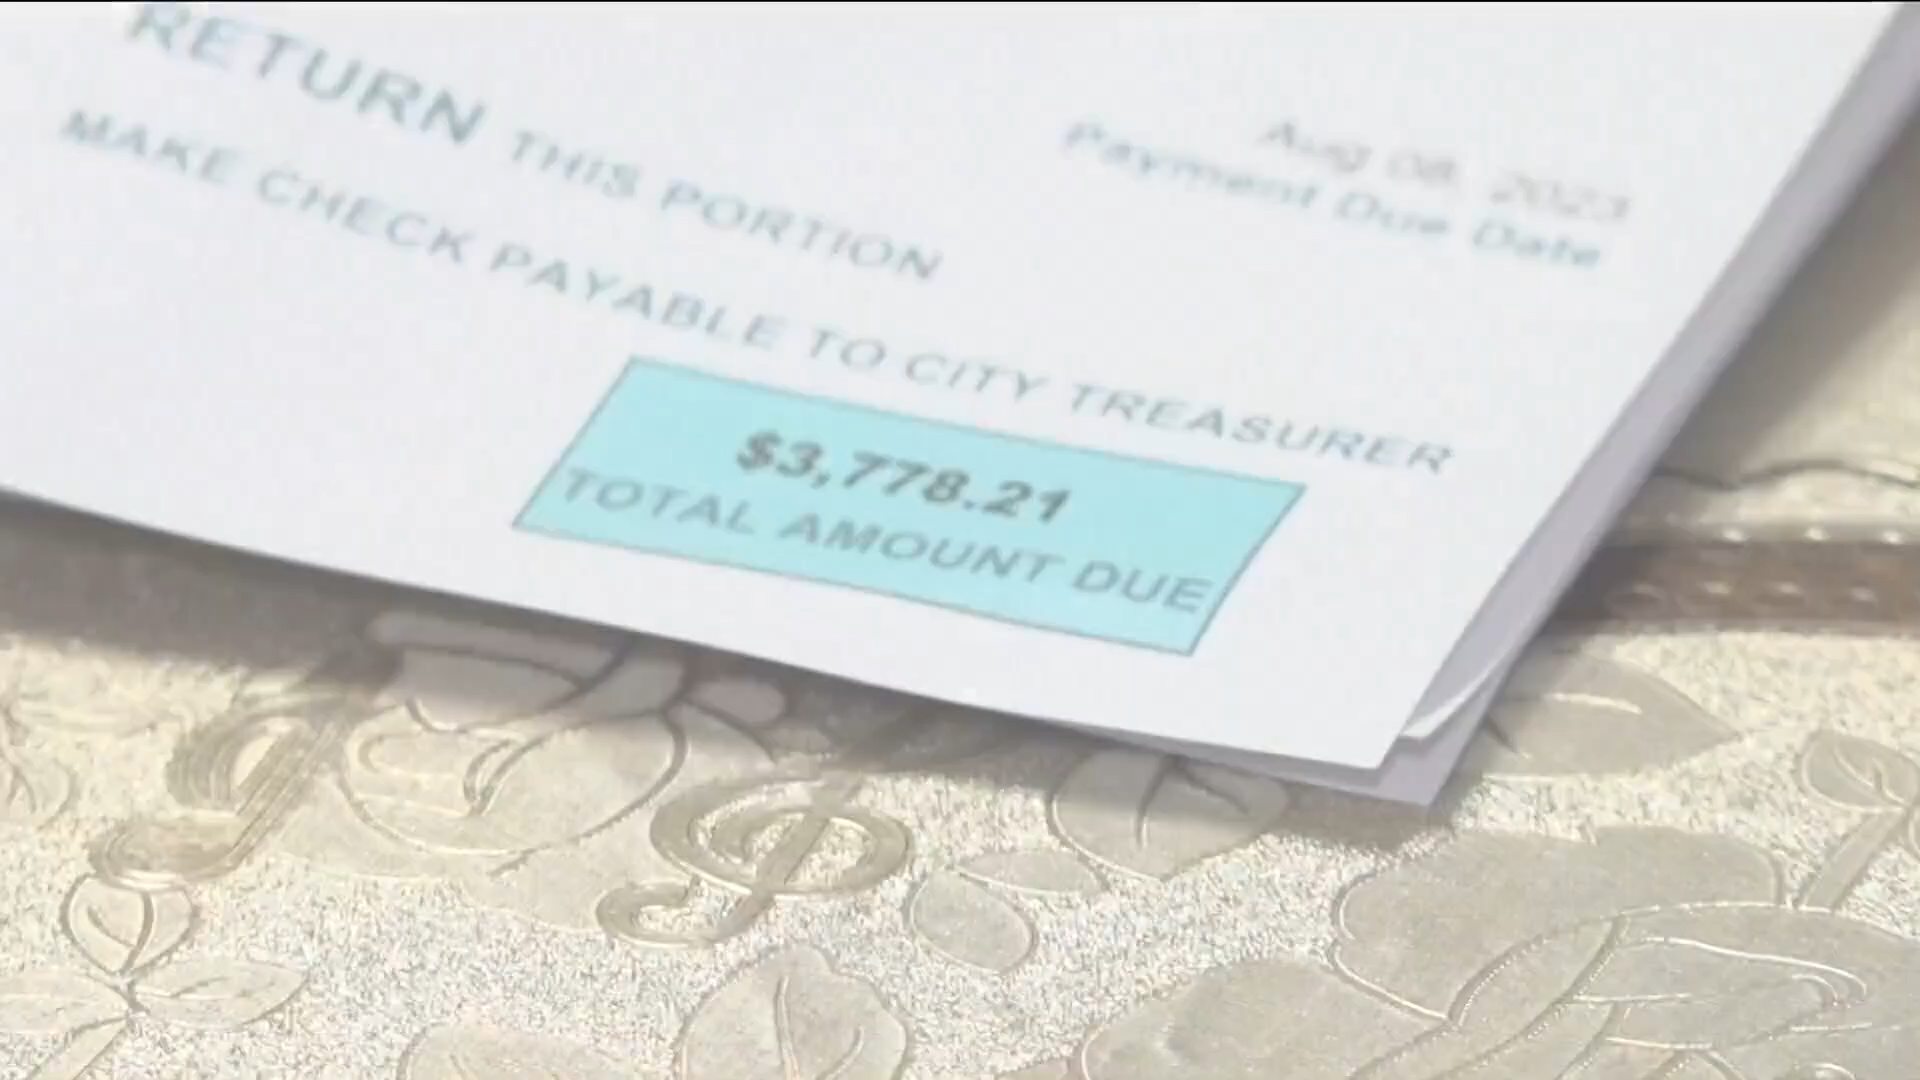 RETURN THIS PORTION
MAKE CHECK PAYABLE TO CITY TREASURER
Aug 08, 2023
Payment Due Date
$3,778.21
TOTAL AMOUNT DUE